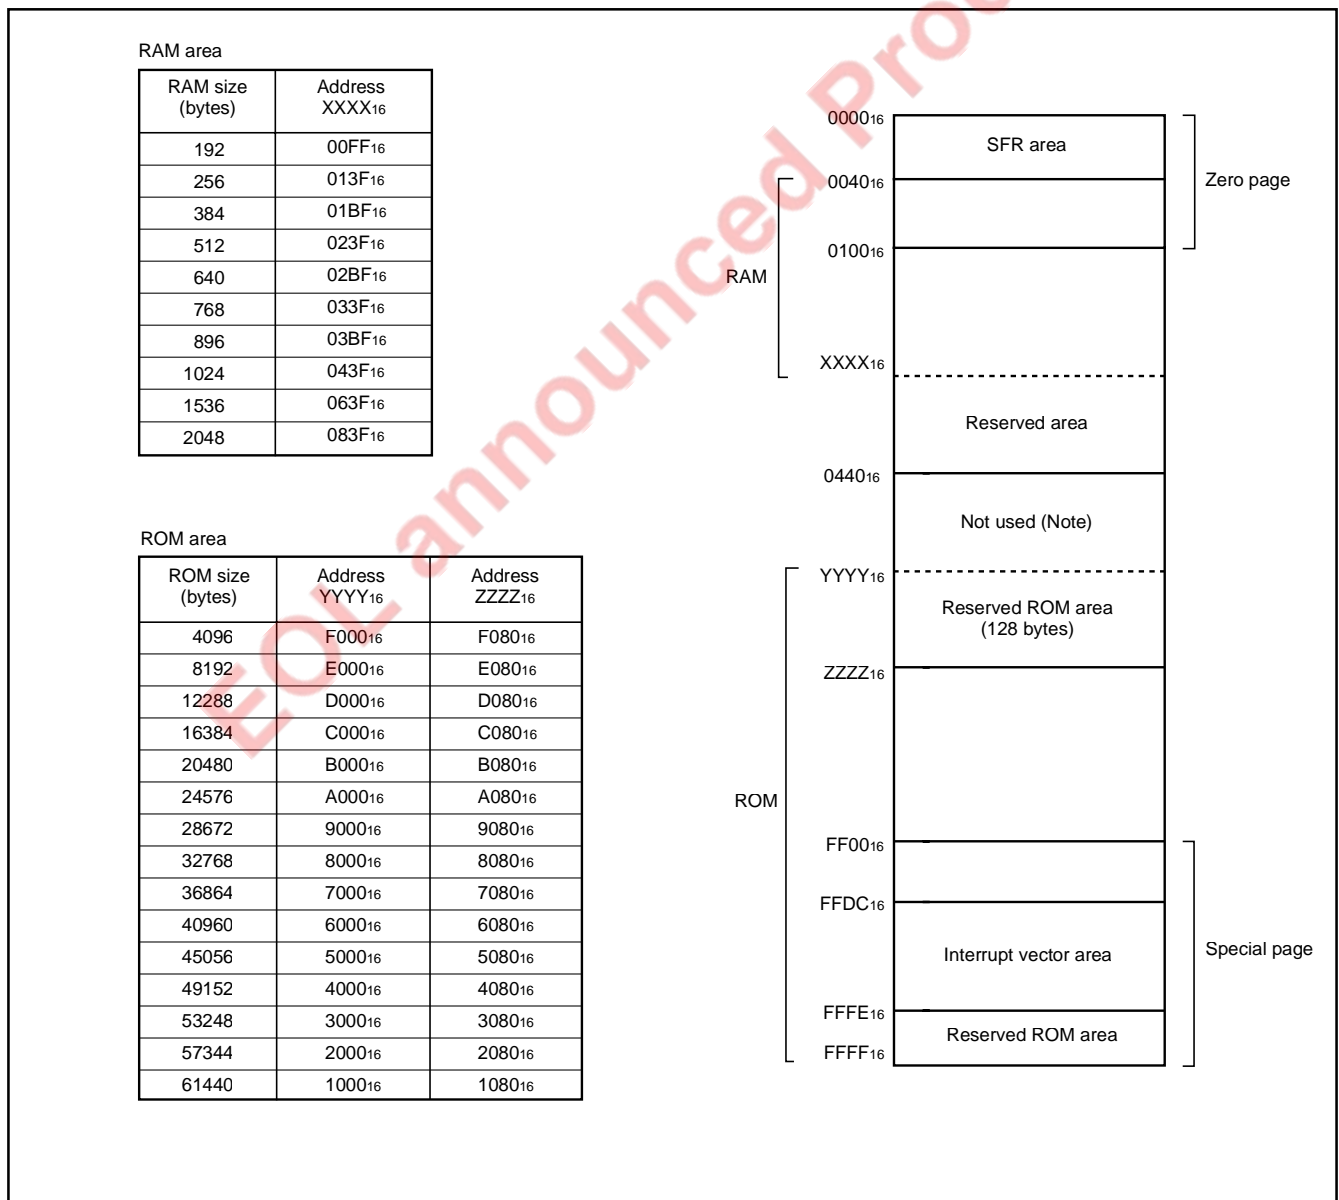 RAM area
RAM size (bytes) Address XXXX16
192 00FF16
256 013F16
384 01BF16
512 023F16
640 02BF16
768 033F16
896 03BF16
1024 043F16
1536 063F16
2048 083F16
ROM area
ROM size (bytes) Address YYYY16 Address ZZZZ16
4096 F00016 F08016
8192 E00016 E08016
12288 D00016 D08016
16384 C00016 C08016
20480 B00016 B08016
24576 A00016 A08016
28672 900016 908016
32768 800016 808016
36864 700016 708016
40960 600016 608016
45056 500016 508016
49152 400016 408016
53248 300016 308016
57344 200016 208016
61440 100016 108016
000016
SFR area
004016
Zero page
010016
RAM
XXXX16
Reserved area
044016
Not used (Note)
YYYY16
Reserved ROM area
(128 bytes)
ZZZZ16
ROM
FF0016
FFDC16
Interrupt vector area
Special page
FFFE16
Reserved ROM area
FFFF16
EOL announced